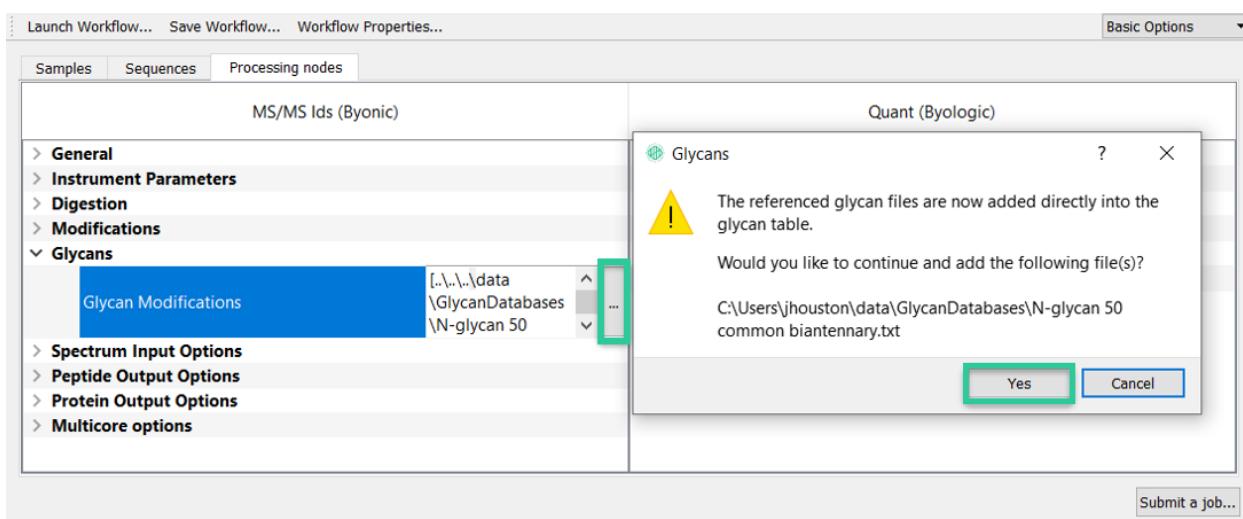 Launch Workflow... Save Workflow... Workflow Properties...
Basic Options
Samples Sequences Processing nodes
MS/MS Ids (Byonic)
Quant (Byologic)
General
Instrument Parameters
Digestion
Modifications
Glycans
Glycan Modifications
[..\..\..\data
\GlycanDatabases
\N-glycan 50
...
Spectrum Input Options
Peptide Output Options
Protein Output Options
Multicore options
Glycans ?
The referenced glycan files are now added directly into the
glycan table.
Would you like to continue and add the following file(s)?
C:\Users\jhouston\data\GlycanDatabases\N-glycan 50
common biantennary.txt
Yes Cancel
Submit a job...